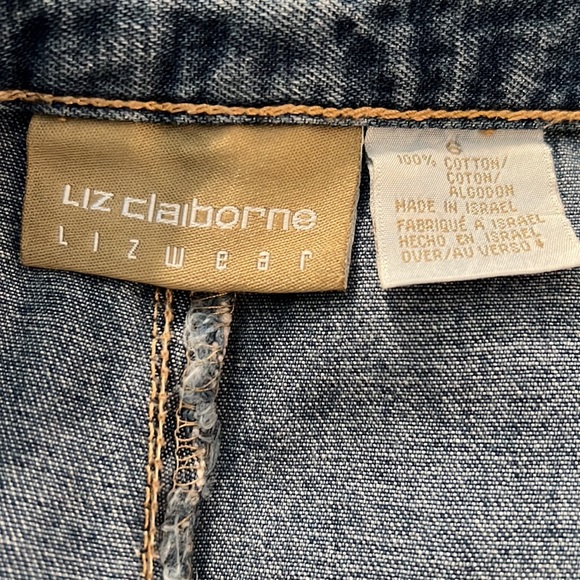 Liz claiborne
LIZwear
6
100% COTTON/
COTON/
ALGODON
MADE IN ISRAEL
FABRIQUÉ A ISRAEL
HECHO EN ISRAEL
OVER/AU VERSO